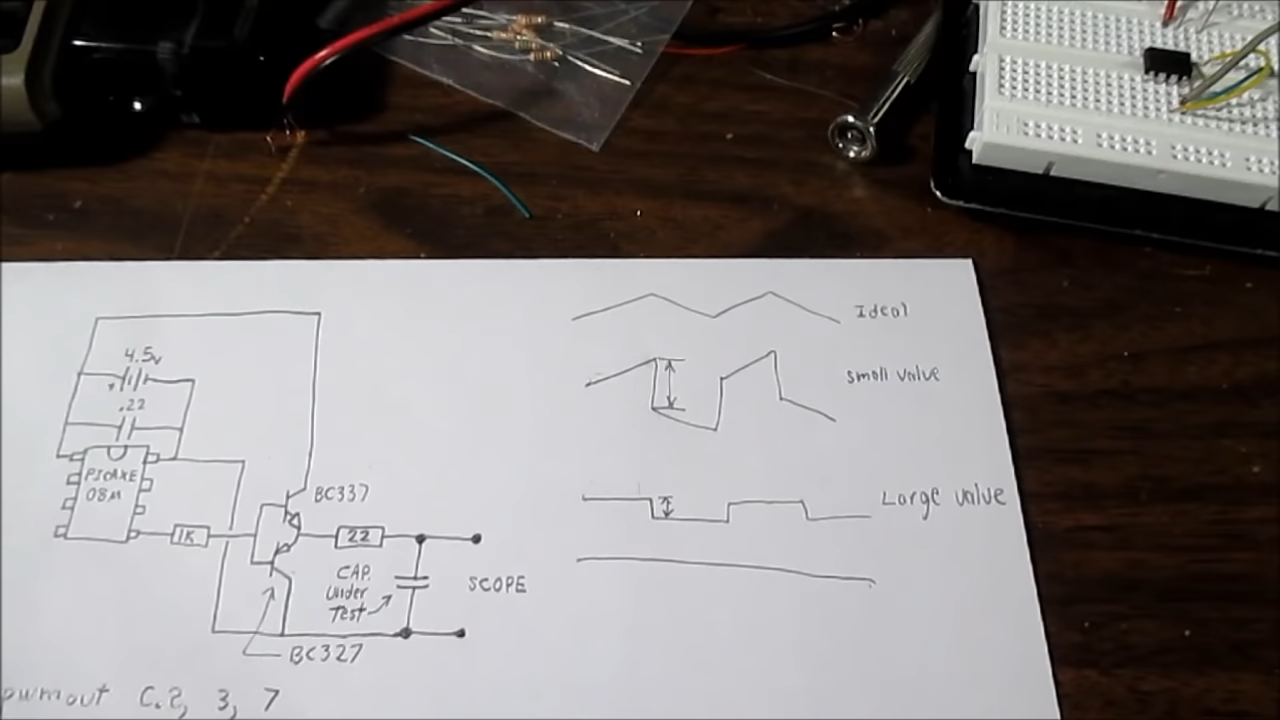 4.5v
+
.22
PICAXE
08M
1K
BC337
22
CAP.
Under
Test
SCOPE
BC327
pwmout C.2, 3, 7
Ideal
small value
Large value